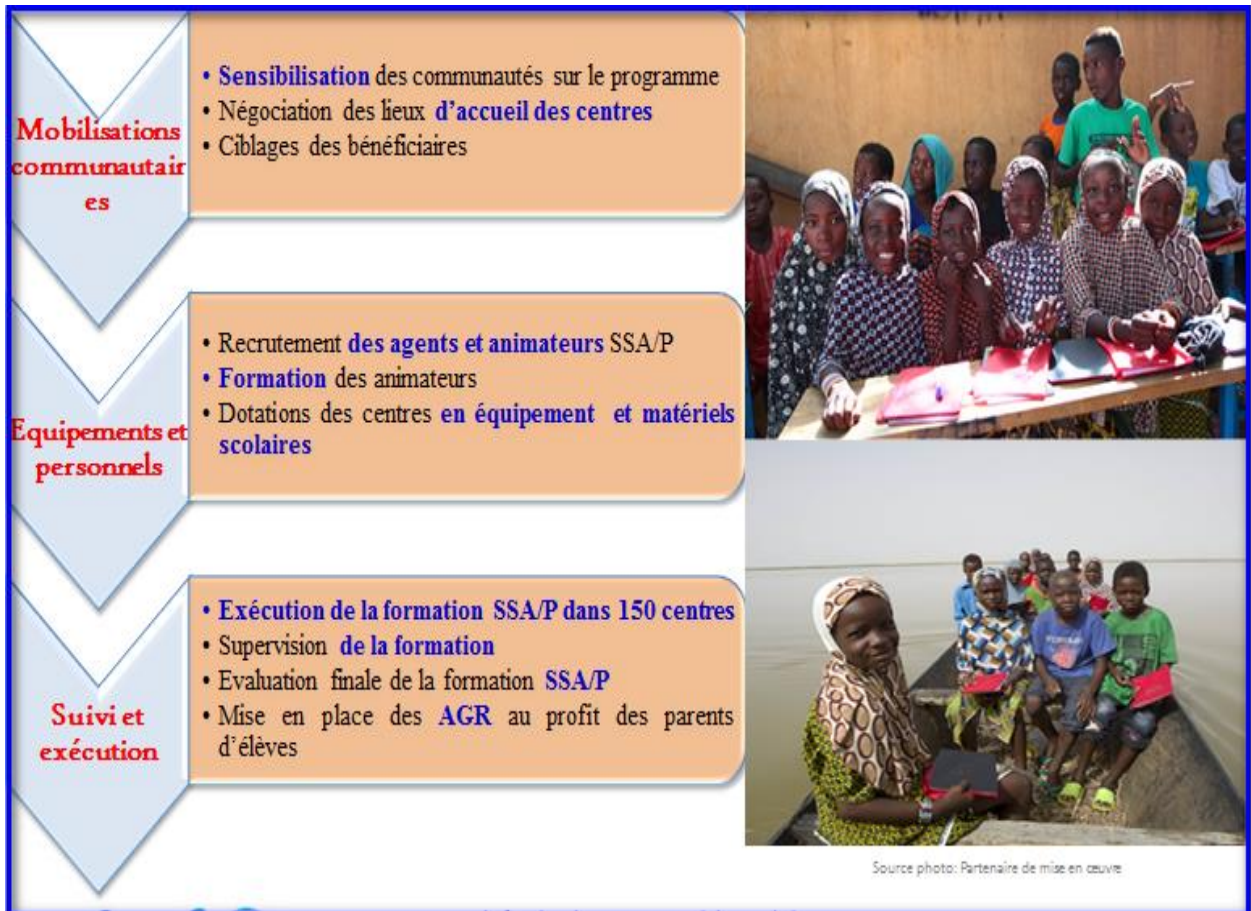 Mobilisations
communautair
es
• Sensibilisation des communautés sur le programme
• Négociation des lieux d'accueil des centres
• Ciblages des bénéficiaires
Equipements et
personnels
• Recrutement des agents et animateurs SSA/P
• Formation des animateurs
• Dotations des centres en équipement et matériels
scolaires
Suivi et
exécution
• Exécution de la formation SSA/P dans 150 centres
• Supervision de la formation
• Evaluation finale de la formation SSA/P
• Mise en place des AGR au profit des parents
d'élèves
Source photo: Partenaire de mise en œuvre